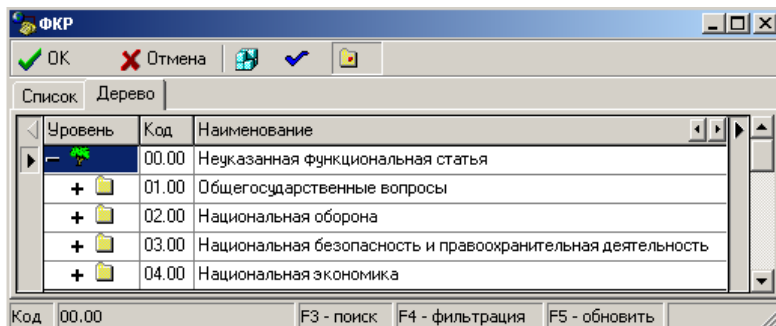 ФКР
OK Отмена
Список Дерево
Уровень Код Наименование
00.00 Неуказанная функциональная статья
01.00 Общегосударственные вопросы
02.00 Национальная оборона
03.00 Национальная безопасность и правоохранительная деятельность
04.00 Национальная экономика
Код 00.00 F3 - поиск F4 - фильтрация F5 - обновить